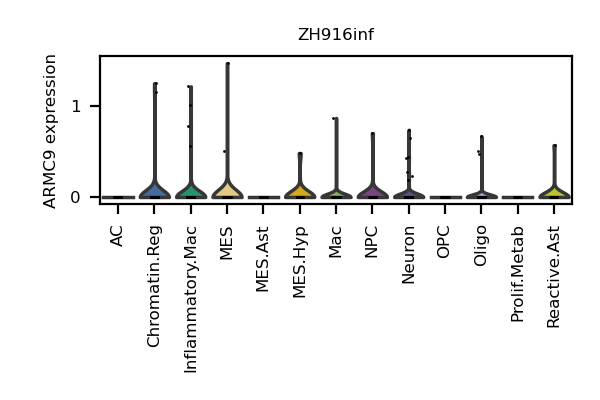 ZH916inf
ARMC9 expression
1
0
AC
Chromatin.Reg
Inflammatory.Mac
MES
MES.Ast
MES.Hyp
Mac
NPC
Neuron
OPC
Oligo
Prolif.Metab
Reactive.Ast